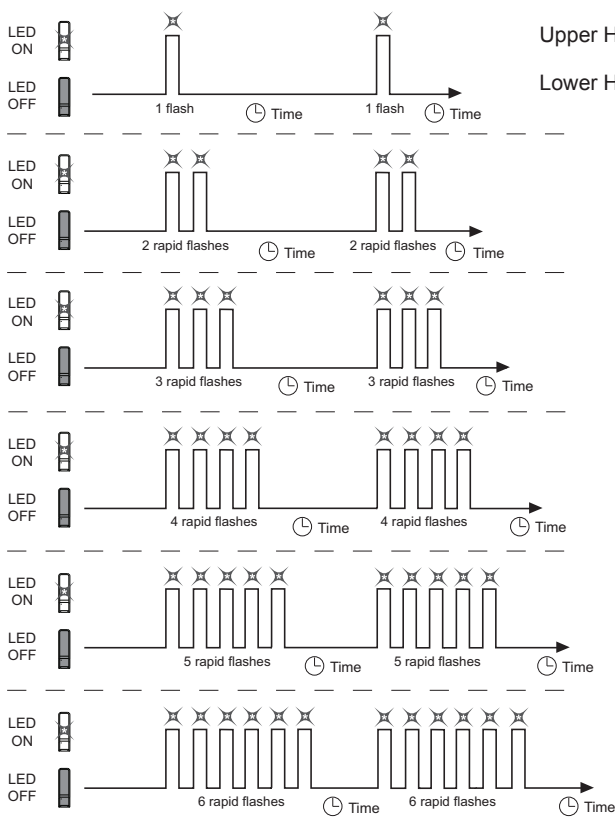 LED
ON
Upper H
LED
OFF
Lower H
1 flash Time 1 flash Time
LED
ON
LED
OFF
2 rapid flashes Time 2 rapid flashes Time
LED
ON
LED
OFF
3 rapid flashes Time 3 rapid flashes Time
LED
ON
LED
OFF
4 rapid flashes Time 4 rapid flashes Time
LED
ON
LED
OFF
5 rapid flashes Time 5 rapid flashes Time
LED
ON
LED
OFF
6 rapid flashes Time 6 rapid flashes Time